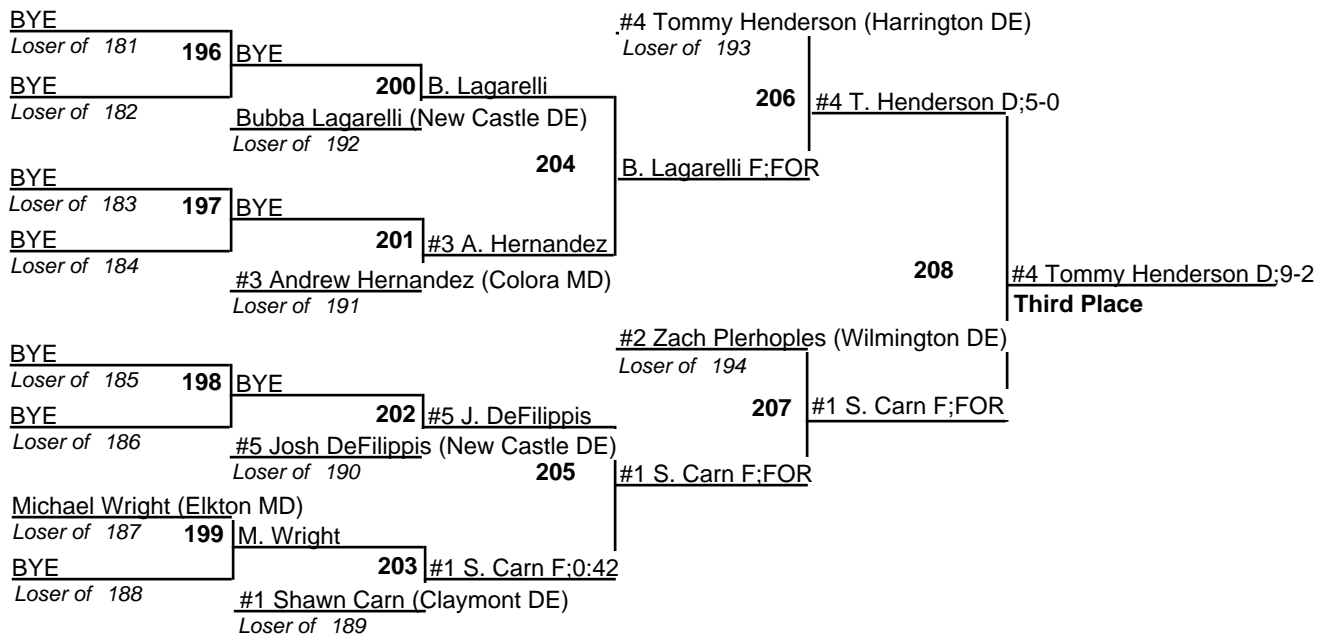 BYE
Loser of 181
196
BYE
BYE
Loser of 182
200
B. Lagarelli
Bubba Lagarelli (New Castle DE)
Loser of 192
BYE
Loser of 183
197
BYE
BYE
Loser of 184
201
#3 A. Hernandez
#3 Andrew Hernandez (Colora MD)
Loser of 191
204
B. Lagarelli F;FOR
#4 Tommy Henderson (Harrington DE)
Loser of 193
206
#4 T. Henderson D;5-0
BYE
Loser of 185
198
BYE
BYE
Loser of 186
202
#5 J. DeFilippis
#5 Josh DeFilippis (New Castle DE)
Loser of 190
Michael Wright (Elkton MD)
Loser of 187
199
M. Wright
BYE
Loser of 188
203
#1 S. Carn F;0:42
#1 Shawn Carn (Claymont DE)
Loser of 189
205
#1 S. Carn F;FOR
#2 Zach Plerhoples (Wilmington DE)
Loser of 194
207
#1 S. Carn F;FOR
208
#4 Tommy Henderson D;9-2
Third Place